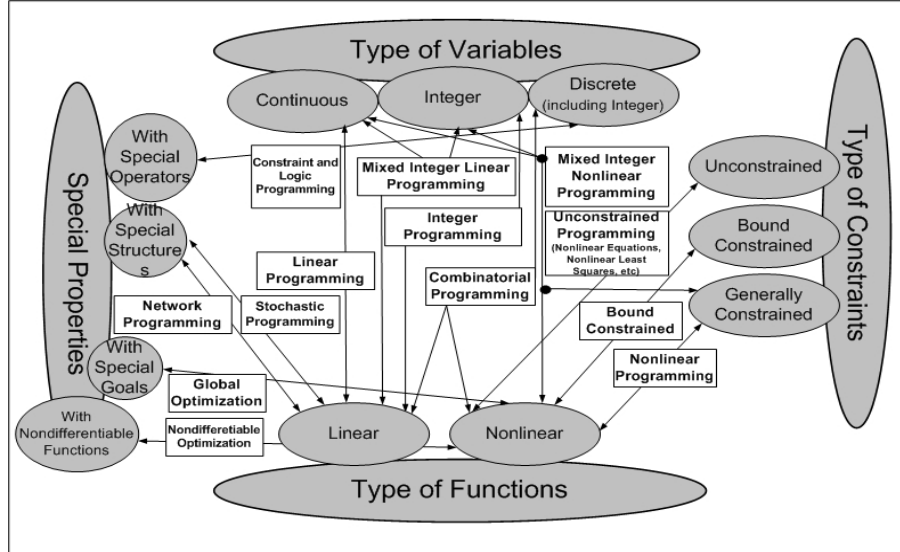 Type of Variables
Continuous
Integer
Discrete
(including Integer)
Special Properties
With
Special
Operators
With
Special
Structure
s
With
Special
Goals
With
Nondifferentiable
Functions
Constraint and
Logic
Programming
Mixed Integer Linear
Programming
Mixed Integer
Nonlinear
Programming
Integer
Programming
Unconstrained
Programming
(Nonlinear Equations,
Nonlinear Least
Squares, etc)
Linear
Programming
Combinatorial
Programming
Network
Programming
Stochastic
Programming
Bound
Constrained
Nonlinear
Programming
Global
Optimization
Nondifferetiable
Optimization
Unconstrained
Bound
Constrained
Generally
Constrained
Type of Constraints
Linear
Nonlinear
Type of Functions